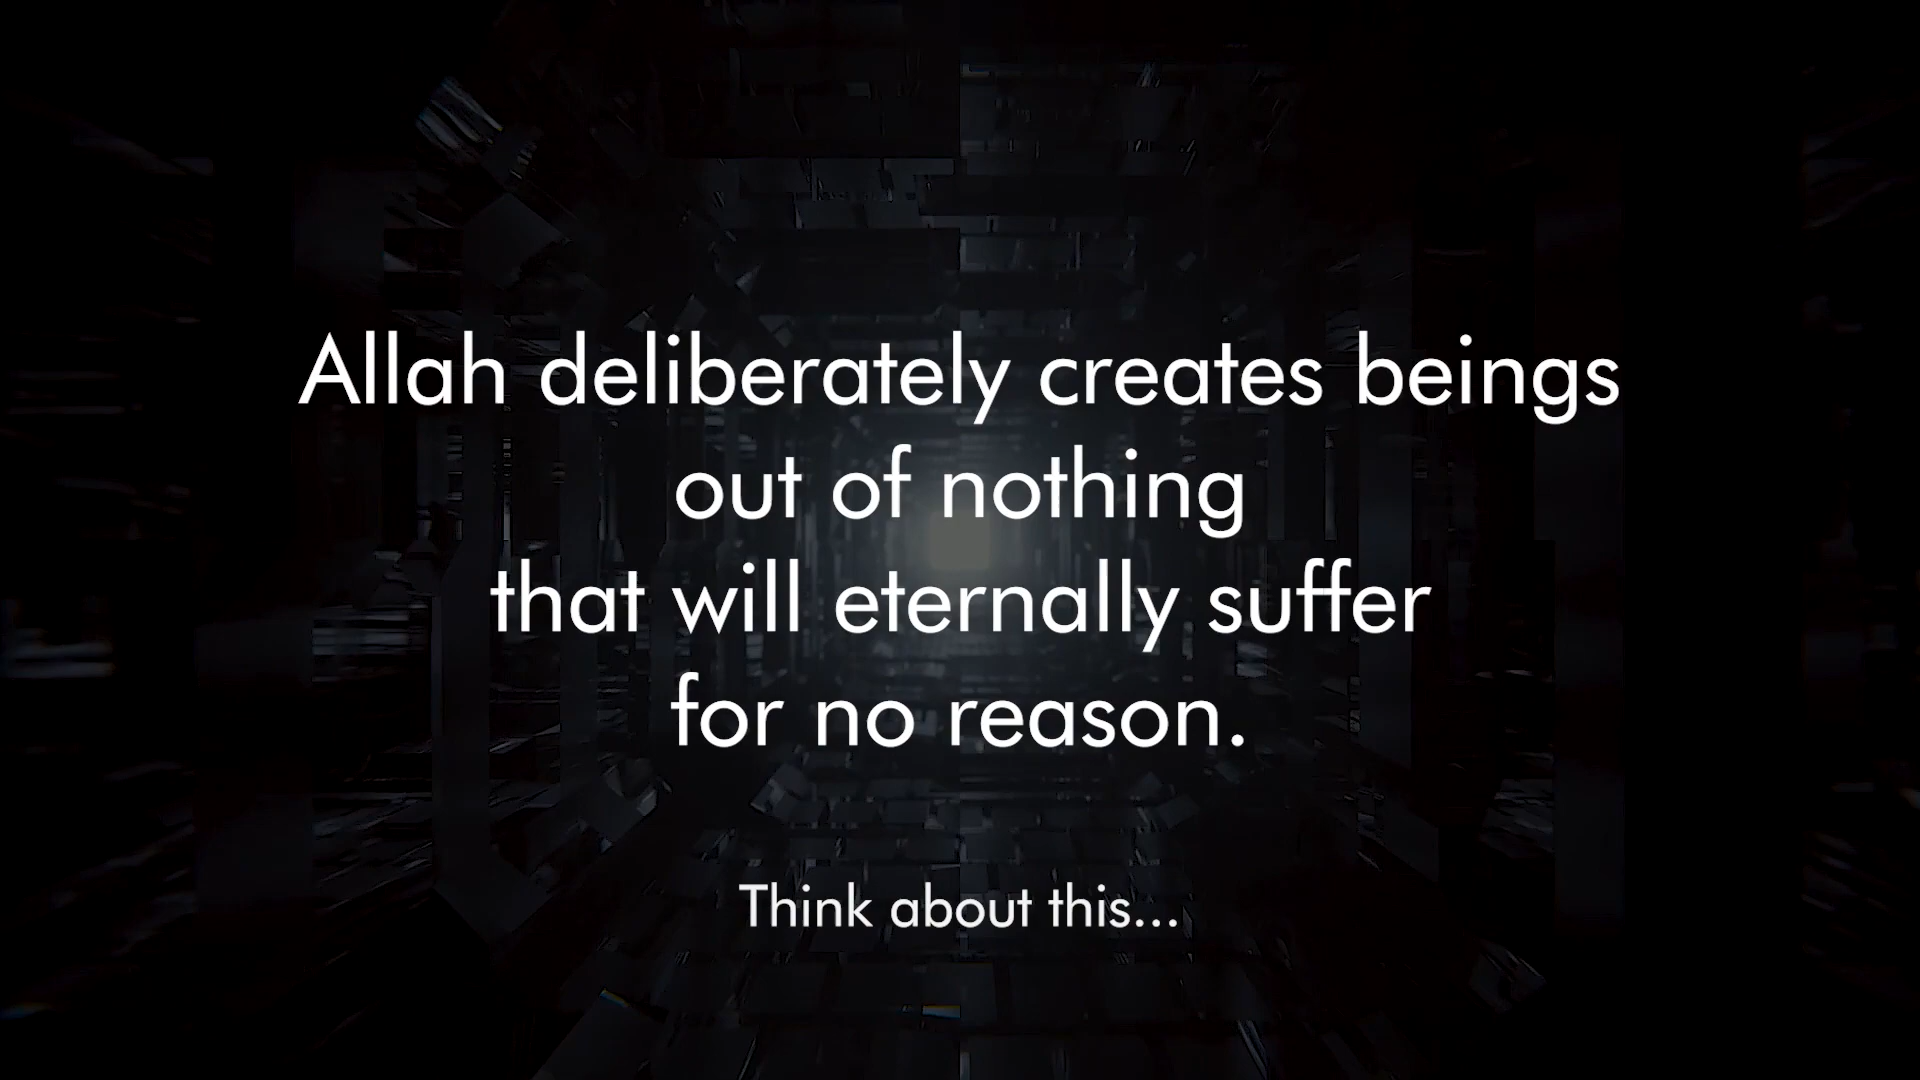 Allah deliberately creates beings
out of nothing
that will eternally suffer
for no reason.
Think about this...